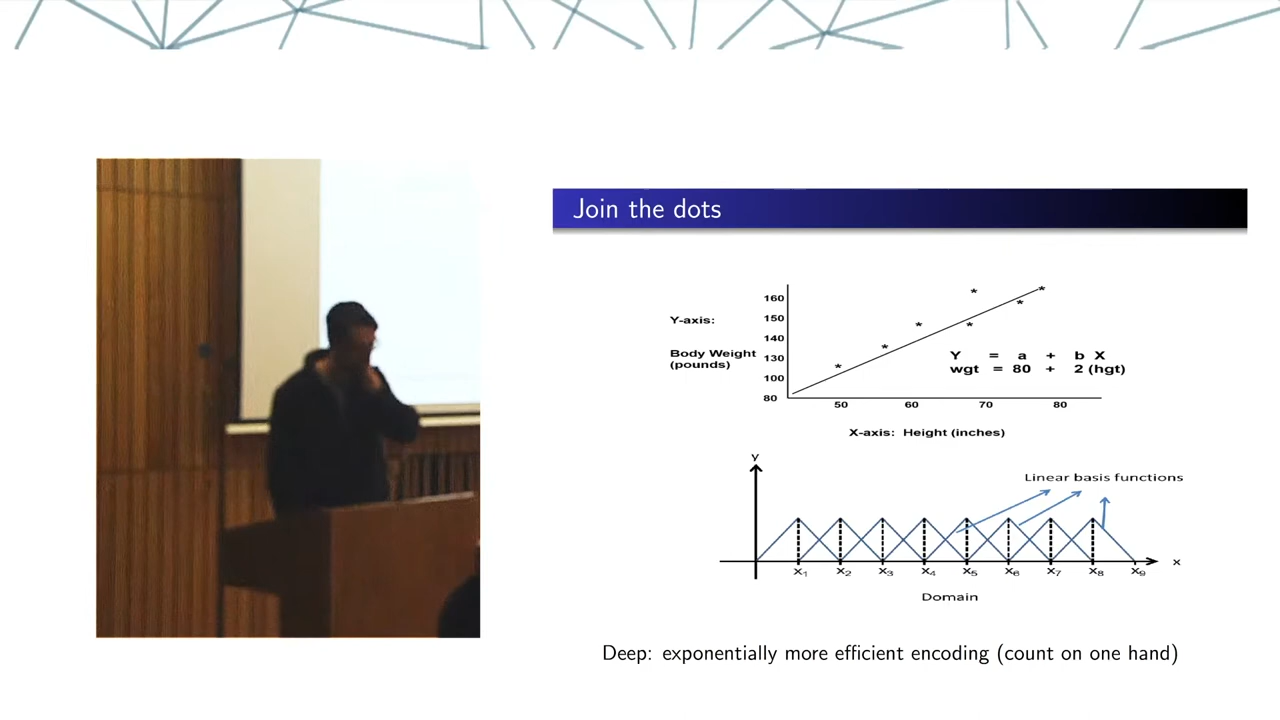 Join the dots
160
Y-axis:
150
140
Body Weight
(pounds)
130
Y = a + b X
wgt = 80 + 2 (hgt)
100
80
50 60 70 80
X-axis: Height (inches)
y
Linear basis functions
x₁ x₂ x₃ x₄ x₅ x₆ x₇ x₈ x₉
x
Domain
Deep: exponentially more efficient encoding (count on one hand)